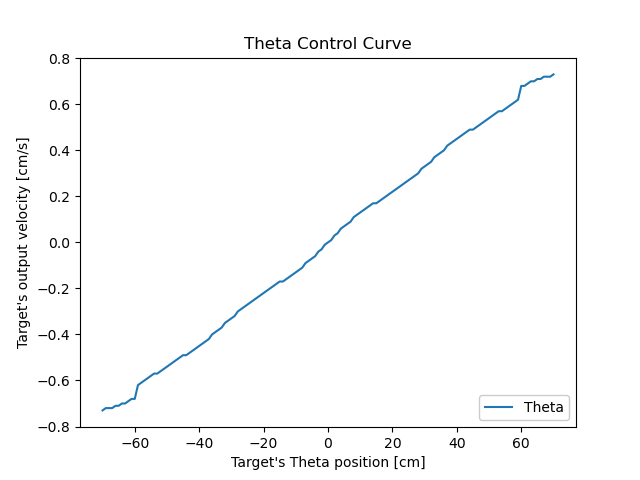 Theta Control Curve
0.8
0.6
0.4
0.2
0.0
−0.2
−0.4
−0.6
−0.8
Target's output velocity [cm/s]
Theta
−60 −40 −20 0 20 40 60
Target's Theta position [cm]